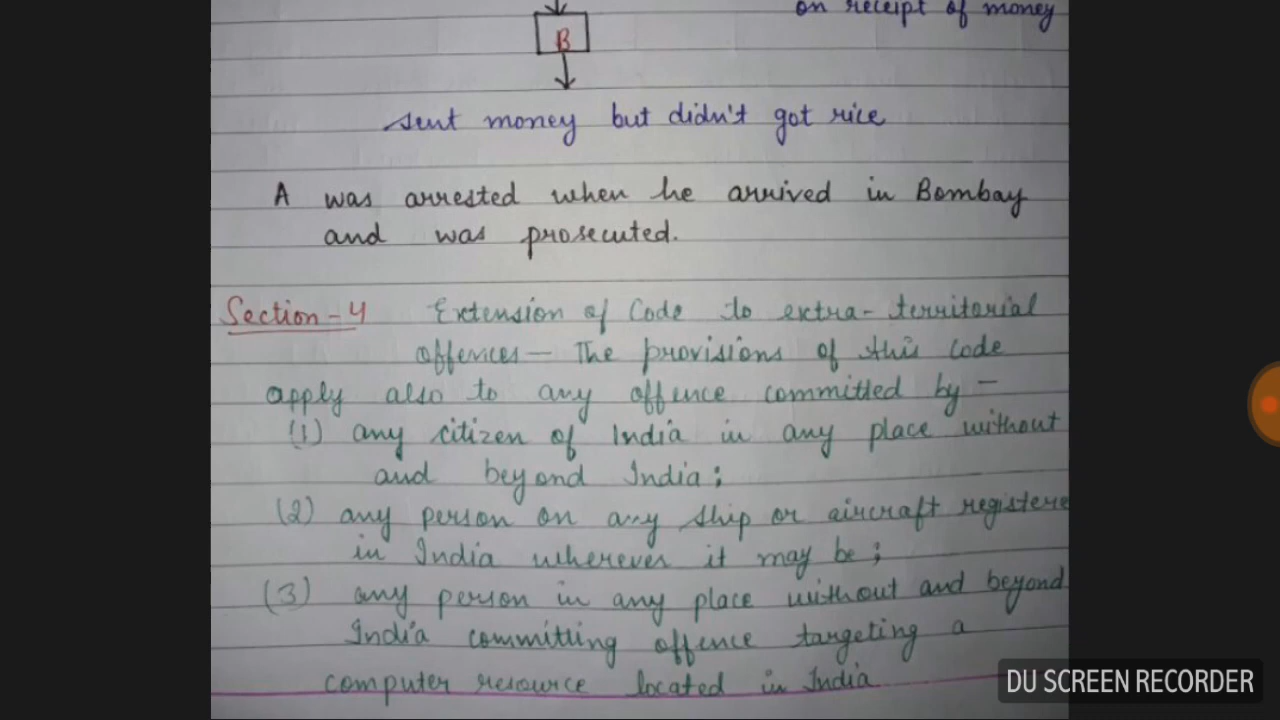 on receipt of money
B
sent money but didn't got rice
A was arrested when he arrived in Bombay
and was prosecuted.
Section-4 Extension of Code to extra-territorial
offences— The provisions of this code
apply also to any offence committed by —
(1) any citizen of India in any place without
and beyond India;
(2) any person on any ship or aircraft registere
in India wherever it may be;
(3) any person in any place without and beyond
India committing offence targeting a
computer resource located in India
DU SCREEN RECORDER